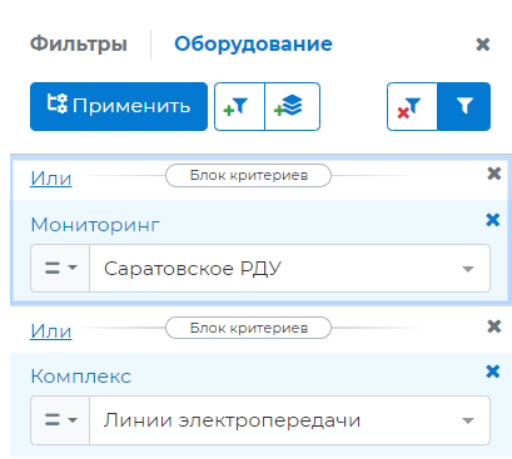 Фильтры Оборудование
Применить
Или Блок критериев
Мониторинг
= Саратовское РДУ
Или Блок критериев
Комплекс
= Линии электропередачи